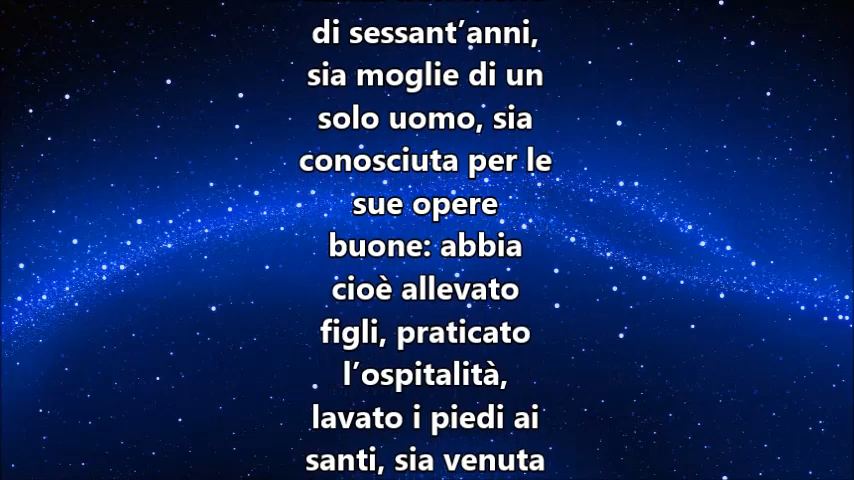 di sessant’anni,
sia moglie di un
solo uomo, sia
conosciuta per le
sue opere
buone: abbia
cioè allevato
figli, praticato
l’ospitalità,
lavato i piedi ai
santi, sia venuta